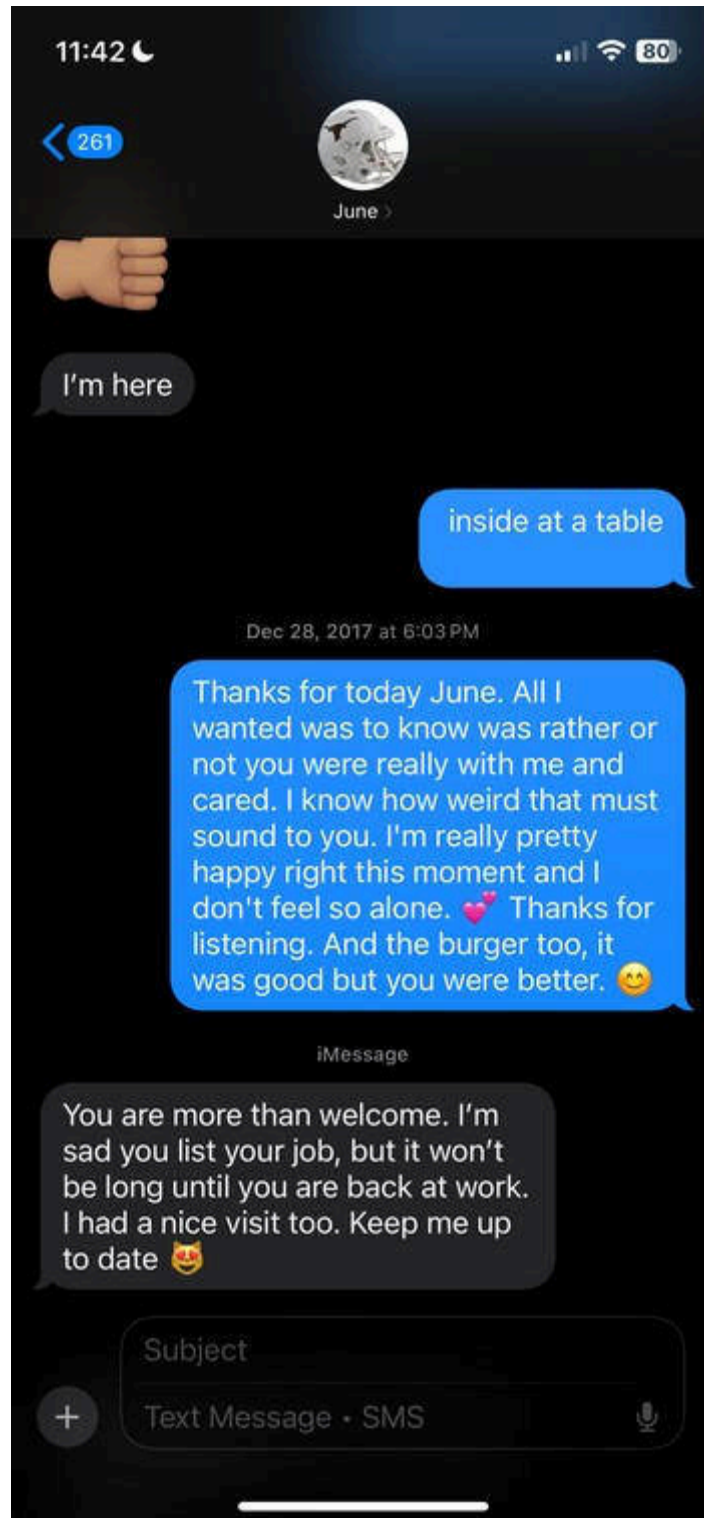 11:42
80
261
June
I'm here
inside at a table
Dec 28, 2017 at 6:03 PM
Thanks for today June. All I
wanted was to know was rather or
not you were really with me and
cared. I know how weird that must
sound to you. I'm really pretty
happy right this moment and I
don't feel so alone. 💕 Thanks for
listening. And the burger too, it
was good but you were better. 😊
iMessage
You are more than welcome. I'm
sad you list your job, but it won't
be long until you are back at work.
I had a nice visit too. Keep me up
to date 😻
Subject
Text Message • SMS